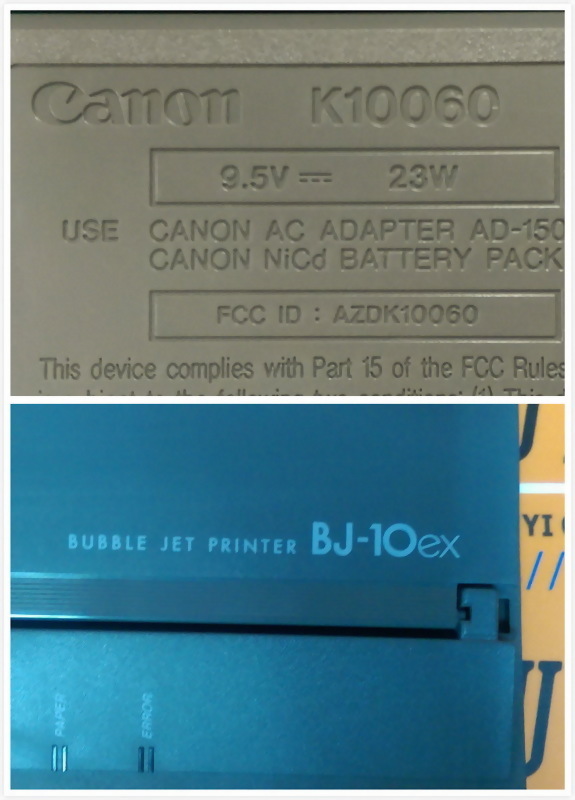 Canon K10060
9.5V ⎓ 23W
USE CANON AC ADAPTER AD-150
CANON NiCd BATTERY PACK
FCC ID : AZDK10060
This device complies with Part 15 of the FCC Rules
BUBBLE JET PRINTER BJ-10ex
YI
//
PAPER
ERROR